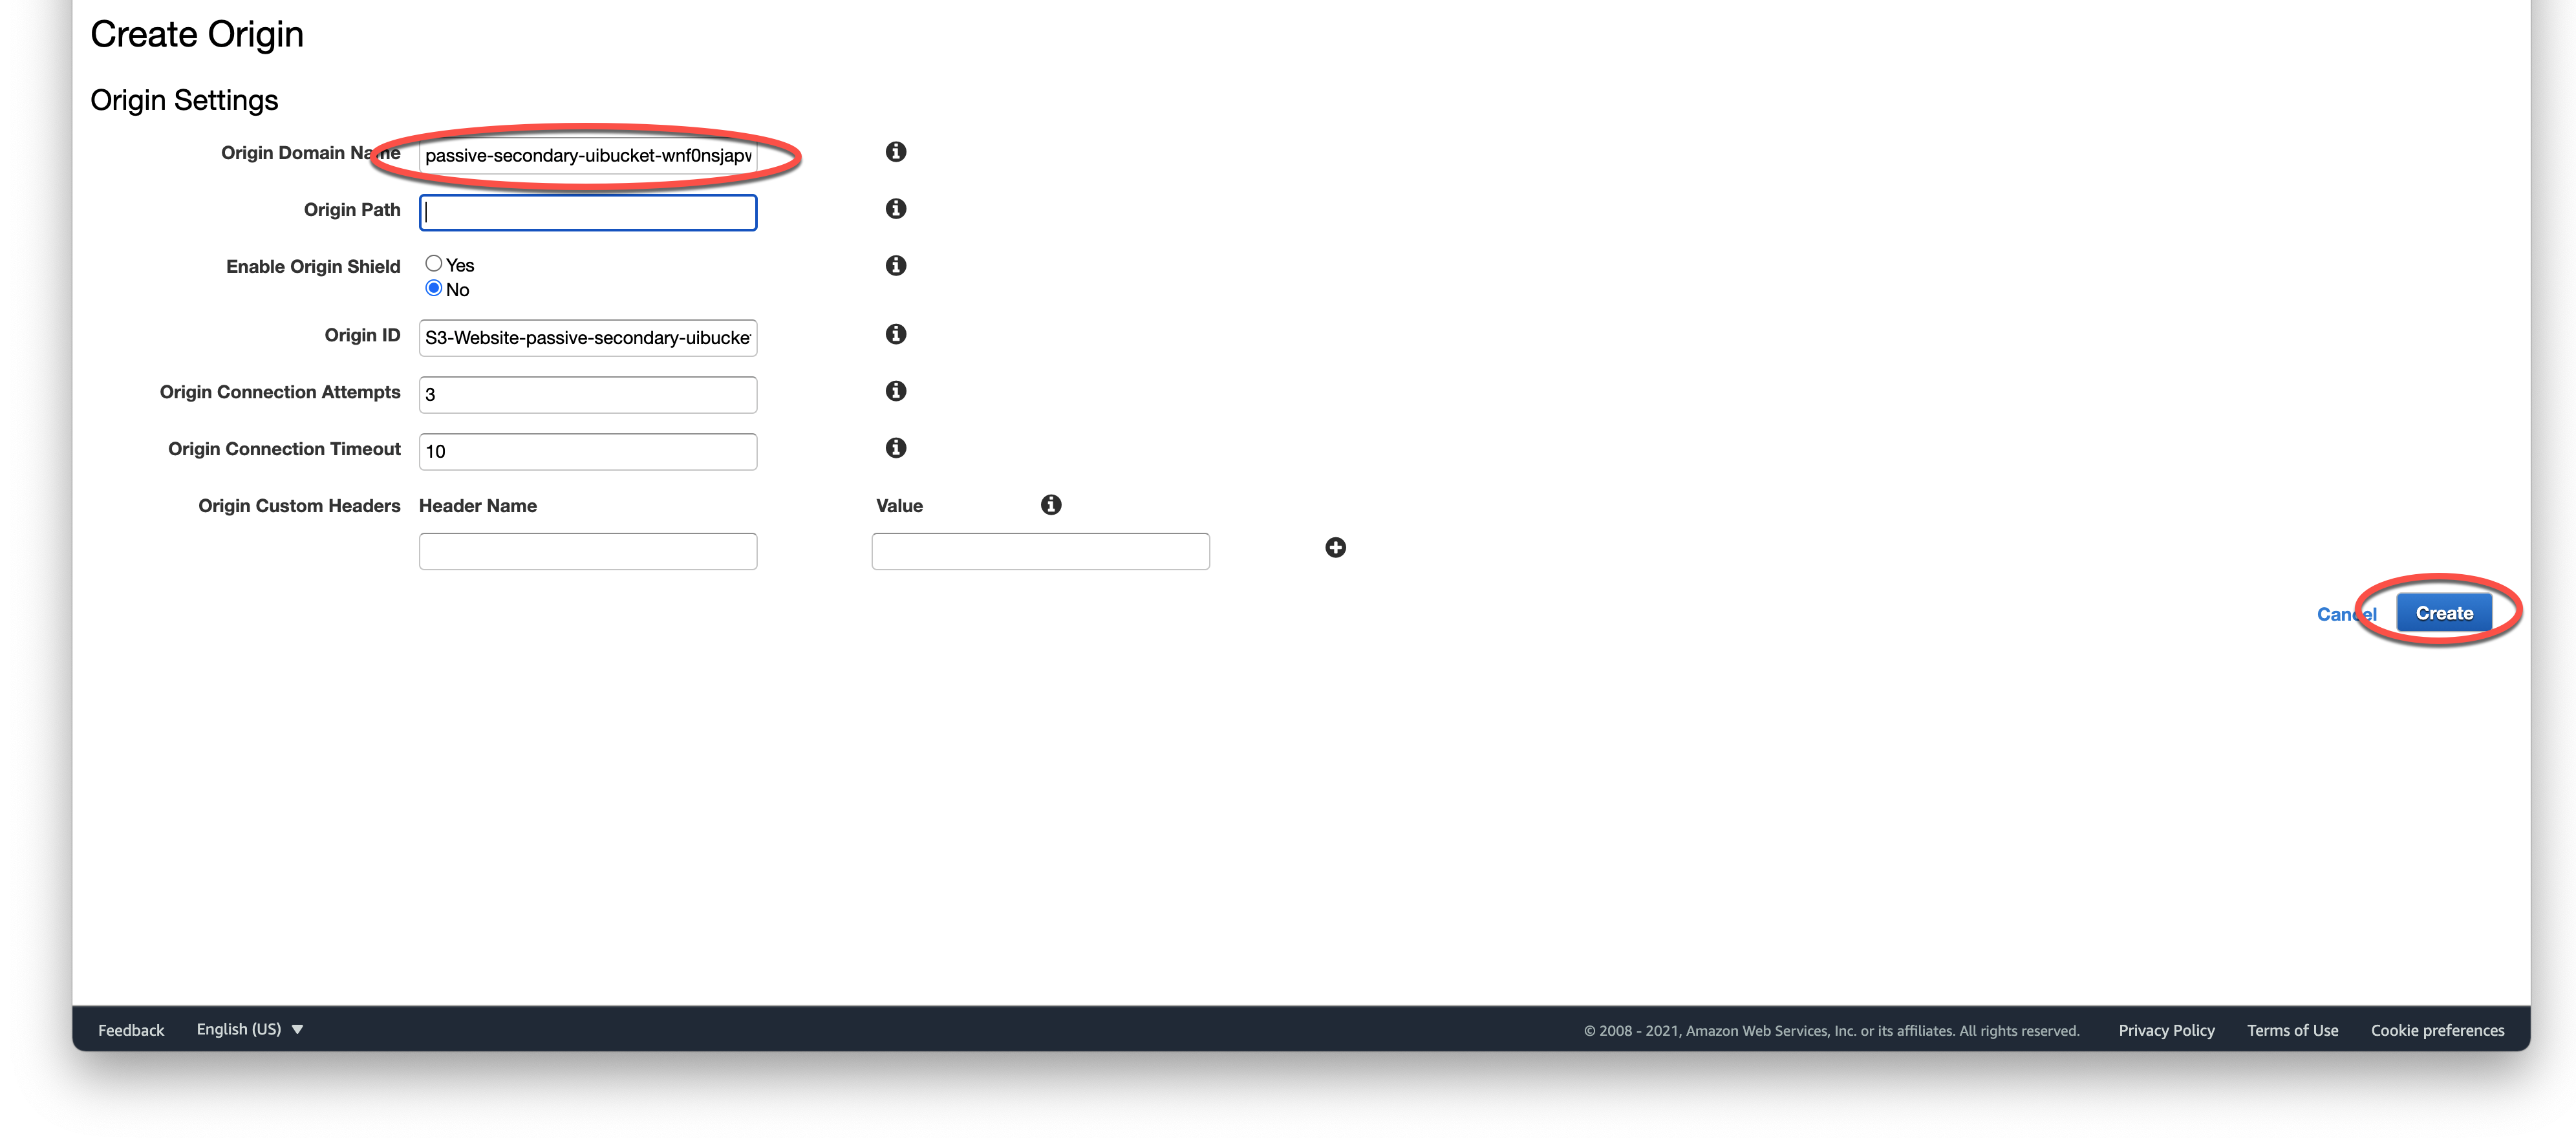 Create Origin
Origin Settings
Origin Domain Name passive-secondary-uibucket-wnf0nsjapv
Origin Path
Enable Origin Shield Yes
No
Origin ID S3-Website-passive-secondary-uibucke
Origin Connection Attempts 3
Origin Connection Timeout 10
Origin Custom Headers Header Name Value
Cancel Create
Feedback English (US) © 2008 - 2021, Amazon Web Services, Inc. or its affiliates. All rights reserved. Privacy Policy Terms of Use Cookie preferences